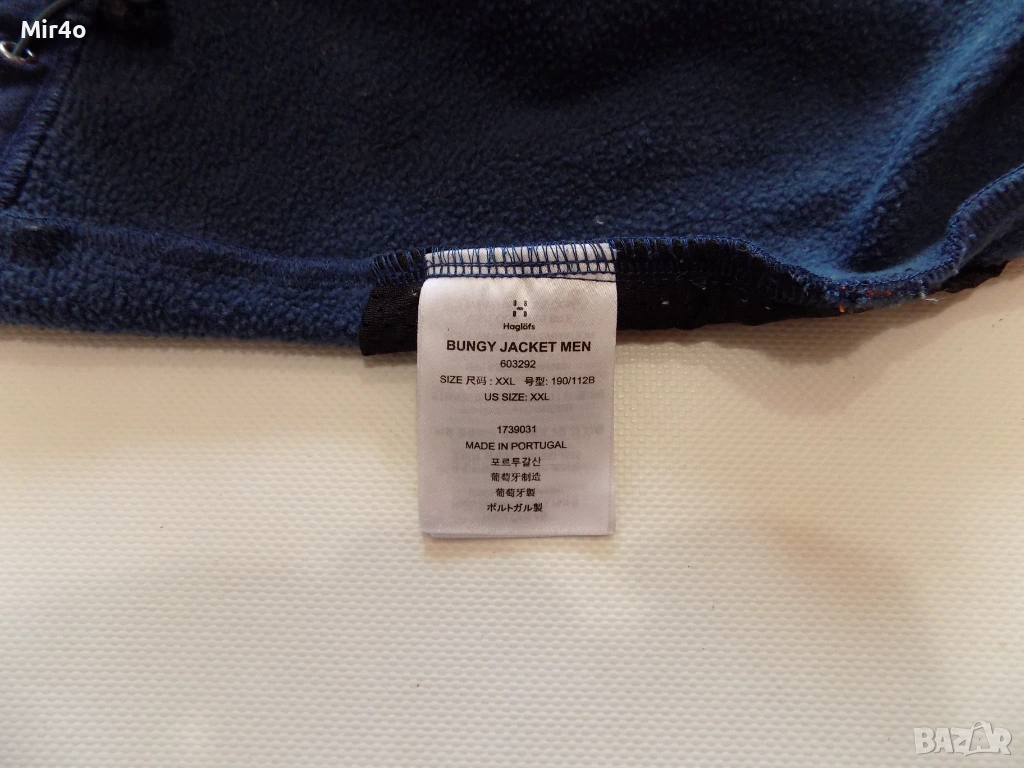 Mir4o
Haglöfs
BUNGY JACKET MEN
603292
SIZE 尺码 : XXL 号型: 190/112B
US SIZE: XXL
1739031
MADE IN PORTUGAL
포르투갈산
葡萄牙制造
葡萄牙製
ポルトガル製
BAZAR